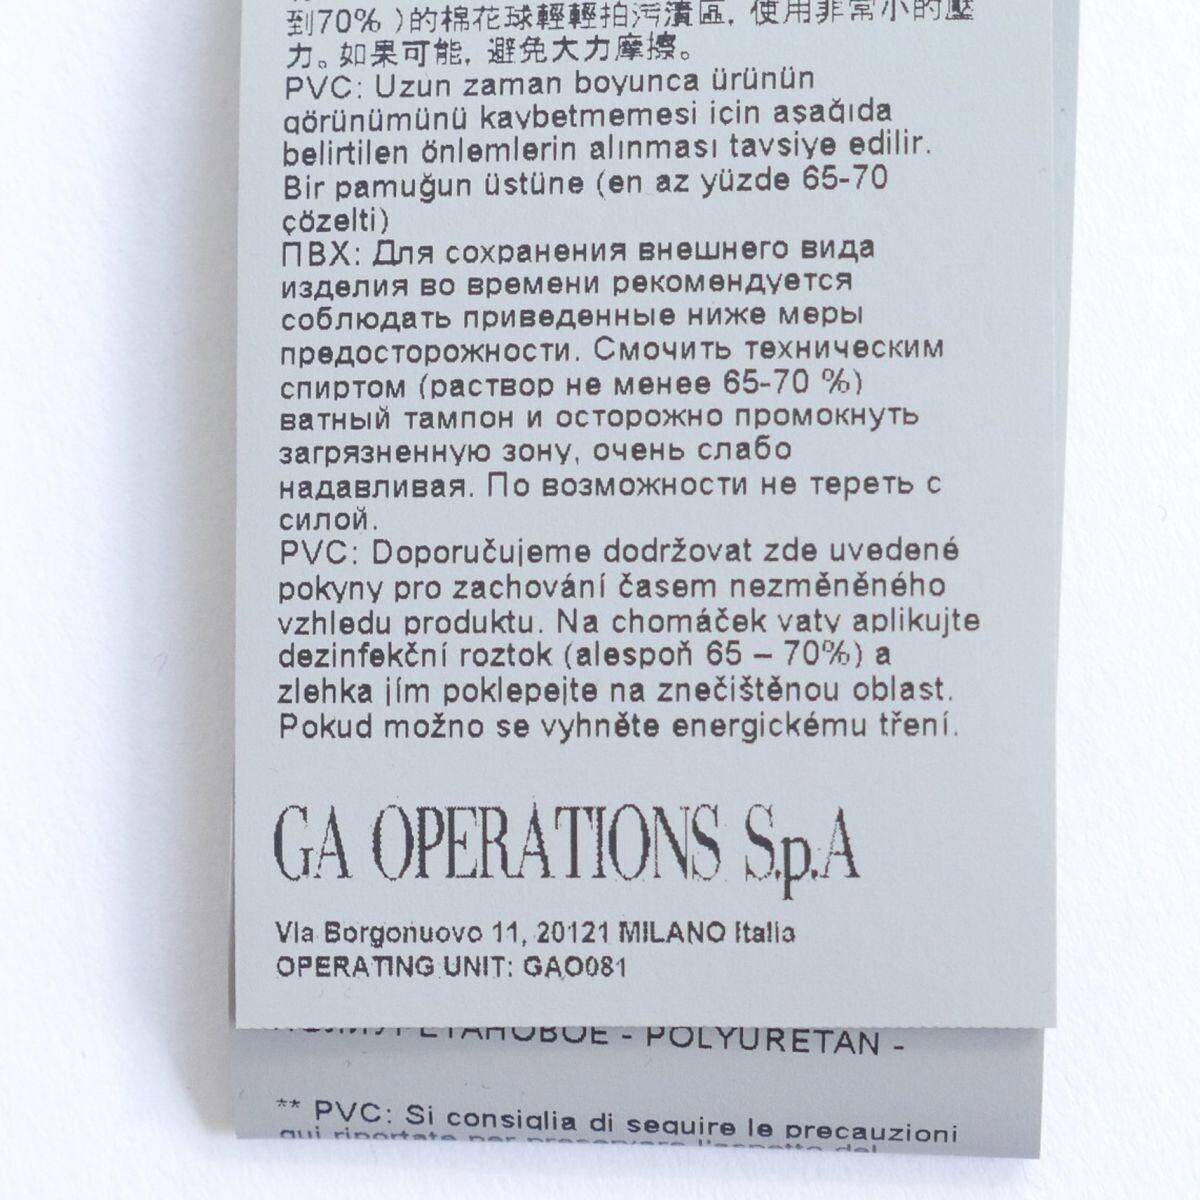 到70% )的棉花球輕輕拍污漬區，使用非常小的壓
力。如果可能，避免大力摩擦。
PVC: Uzun zaman boyunca ürünün
görünümünü kaybetmemesi için aşağıda
belirtilen önlemlerin alınması tavsiye edilir.
Bir pamuğun üstüne (en az yüzde 65-70
çözelti)
ПВХ: Для сохранения внешнего вида
изделия во времени рекомендуется
соблюдать приведенные ниже меры
предосторожности. Смочить техническим
спиртом (раствор не менее 65-70 %)
ватный тампон и осторожно промокнуть
загрязненную зону, очень слабо
надавливая. По возможности не тереть с
силой.
PVC: Doporučujeme dodržovat zde uvedené
pokyny pro zachování časem nezměněného
vzhledu produktu. Na chomáček vaty aplikujte
dezinfekční roztok (alespoň 65 – 70%) a
zlehka jím poklepejte na znečištěnou oblast.
Pokud možno se vyhněte energickému tření.
GA OPERATIONS S.p.A
Via Borgonuovo 11, 20121 MILANO Italia
OPERATING UNIT: GAO081
ПОЛИУРЕТАНОВОЕ - POLYURETAN -
** PVC: Si consiglia di seguire le precauzioni
qui riportate per preservare l'aspetto del